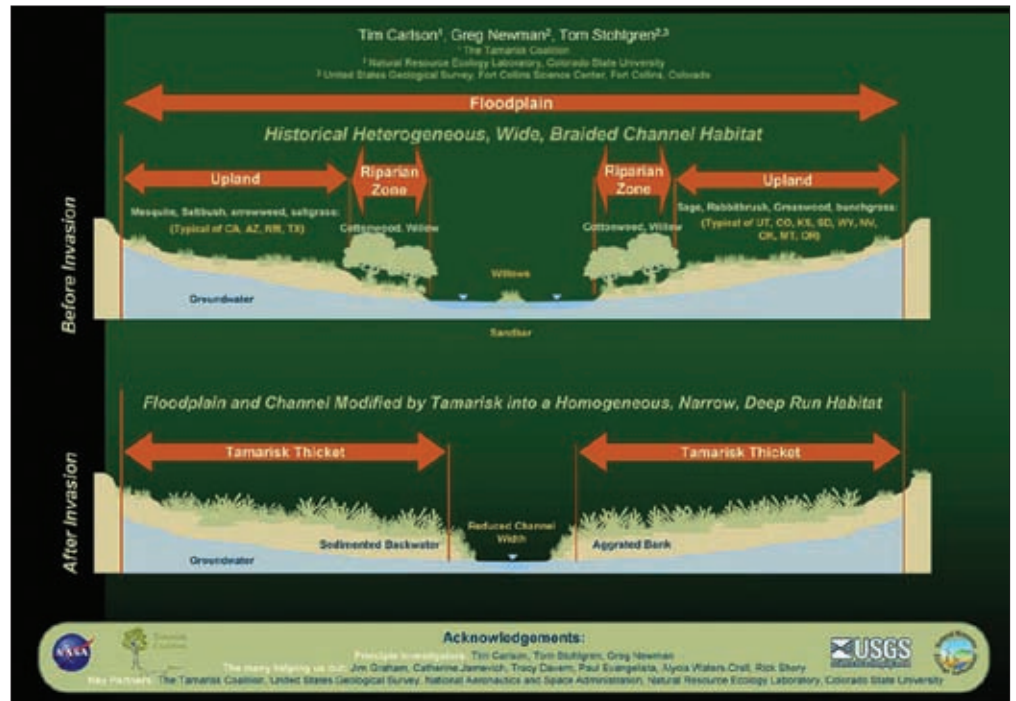 Tim Carlson¹, Greg Newman², Tom Stohlgren²,³
¹ The Tamarisk Coalition
² Natural Resource Ecology Laboratory, Colorado State University
³ United States Geological Survey, Fort Collins Science Center, Fort Collins, Colorado
Floodplain
Historical Heterogeneous, Wide, Braided Channel Habitat
Before Invasion
Upland
Riparian
Zone
Riparian
Zone
Upland
Mesquite, Saltbush, arrowweed, saltgrass:
(Typical of CA, AZ, NM, TX)
Cottonwood, Willow
Cottonwood, Willow
Sage, Rabbitbrush, Greaswood, bunchgrass:
(Typical of UT, CO, KS, SD, WY, NV,
OK, MT, OR)
Willows
Groundwater
Sandbar
Floodplain and Channel Modified by Tamarisk into a Homogeneous, Narrow, Deep Run Habitat
After Invasion
Tamarisk Thicket
Tamarisk Thicket
Reduced Channel
Width
Sedimented Backwater
Aggrated Bank
Groundwater
NASA
Tamarisk
Coalition
Acknowledgements:
Principle Investigators: Tim Carlson, Tom Stohlgren, Greg Newman
The many helping us out: Jim Graham, Catherine Jarnevich, Tracy Davern, Paul Evangelista, Alycia Waters Crall, Rick Shory
Key Partners: The Tamarisk Coalition, United States Geological Survey, National Aeronautics and Space Administration, Natural Resource Ecology Laboratory, Colorado State University
USGS